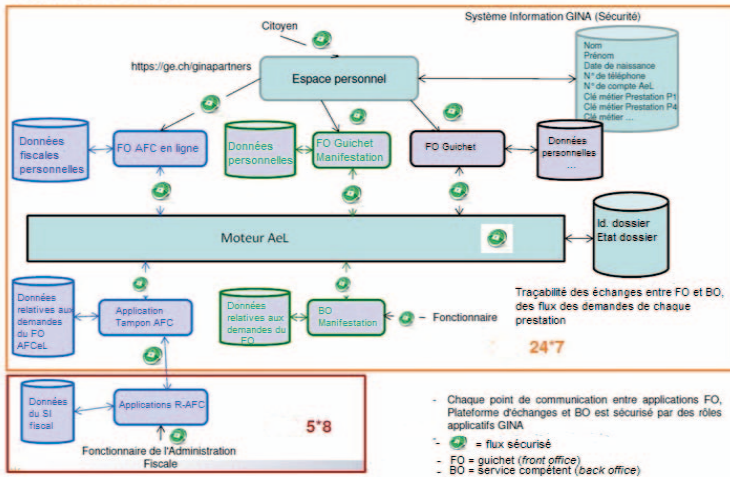 Système Information GINA (Sécurité)
Citoyen
https://ge.ch/ginapartners
Espace personnel
Nom
Prénom
Date de naissance
N° de téléphone
N° de compte AeL
Clé métier Prestation P1
Clé métier Prestation P4
Clé métier ...
Données
fiscales
personnelles
FO AFC en ligne
Données
personnelles
FO Guichet
Manifestation
FO Guichet
Données
personnelles
...
Moteur AeL
Id. dossier
Etat dossier
Données
relatives aux
demandes
du FO
AFCeL
Application
Tampon AFC
Données
relatives aux
demandes du
FO
BO
Manifestation
– Fonctionnaire
Traçabilité des échanges entre FO et BO,
des flux des demandes de chaque
prestation
24*7
Données
du SI
fiscal
Applications R-AFC
5*8
Fonctionnaire de l'Administration
Fiscale
- Chaque point de communication entre applications FO,
Plateforme d'échanges et BO est sécurisé par des rôles
applicatifs GINA
- = flux sécurisé
- FO = guichet (front office)
- BO = service compétent (back office)